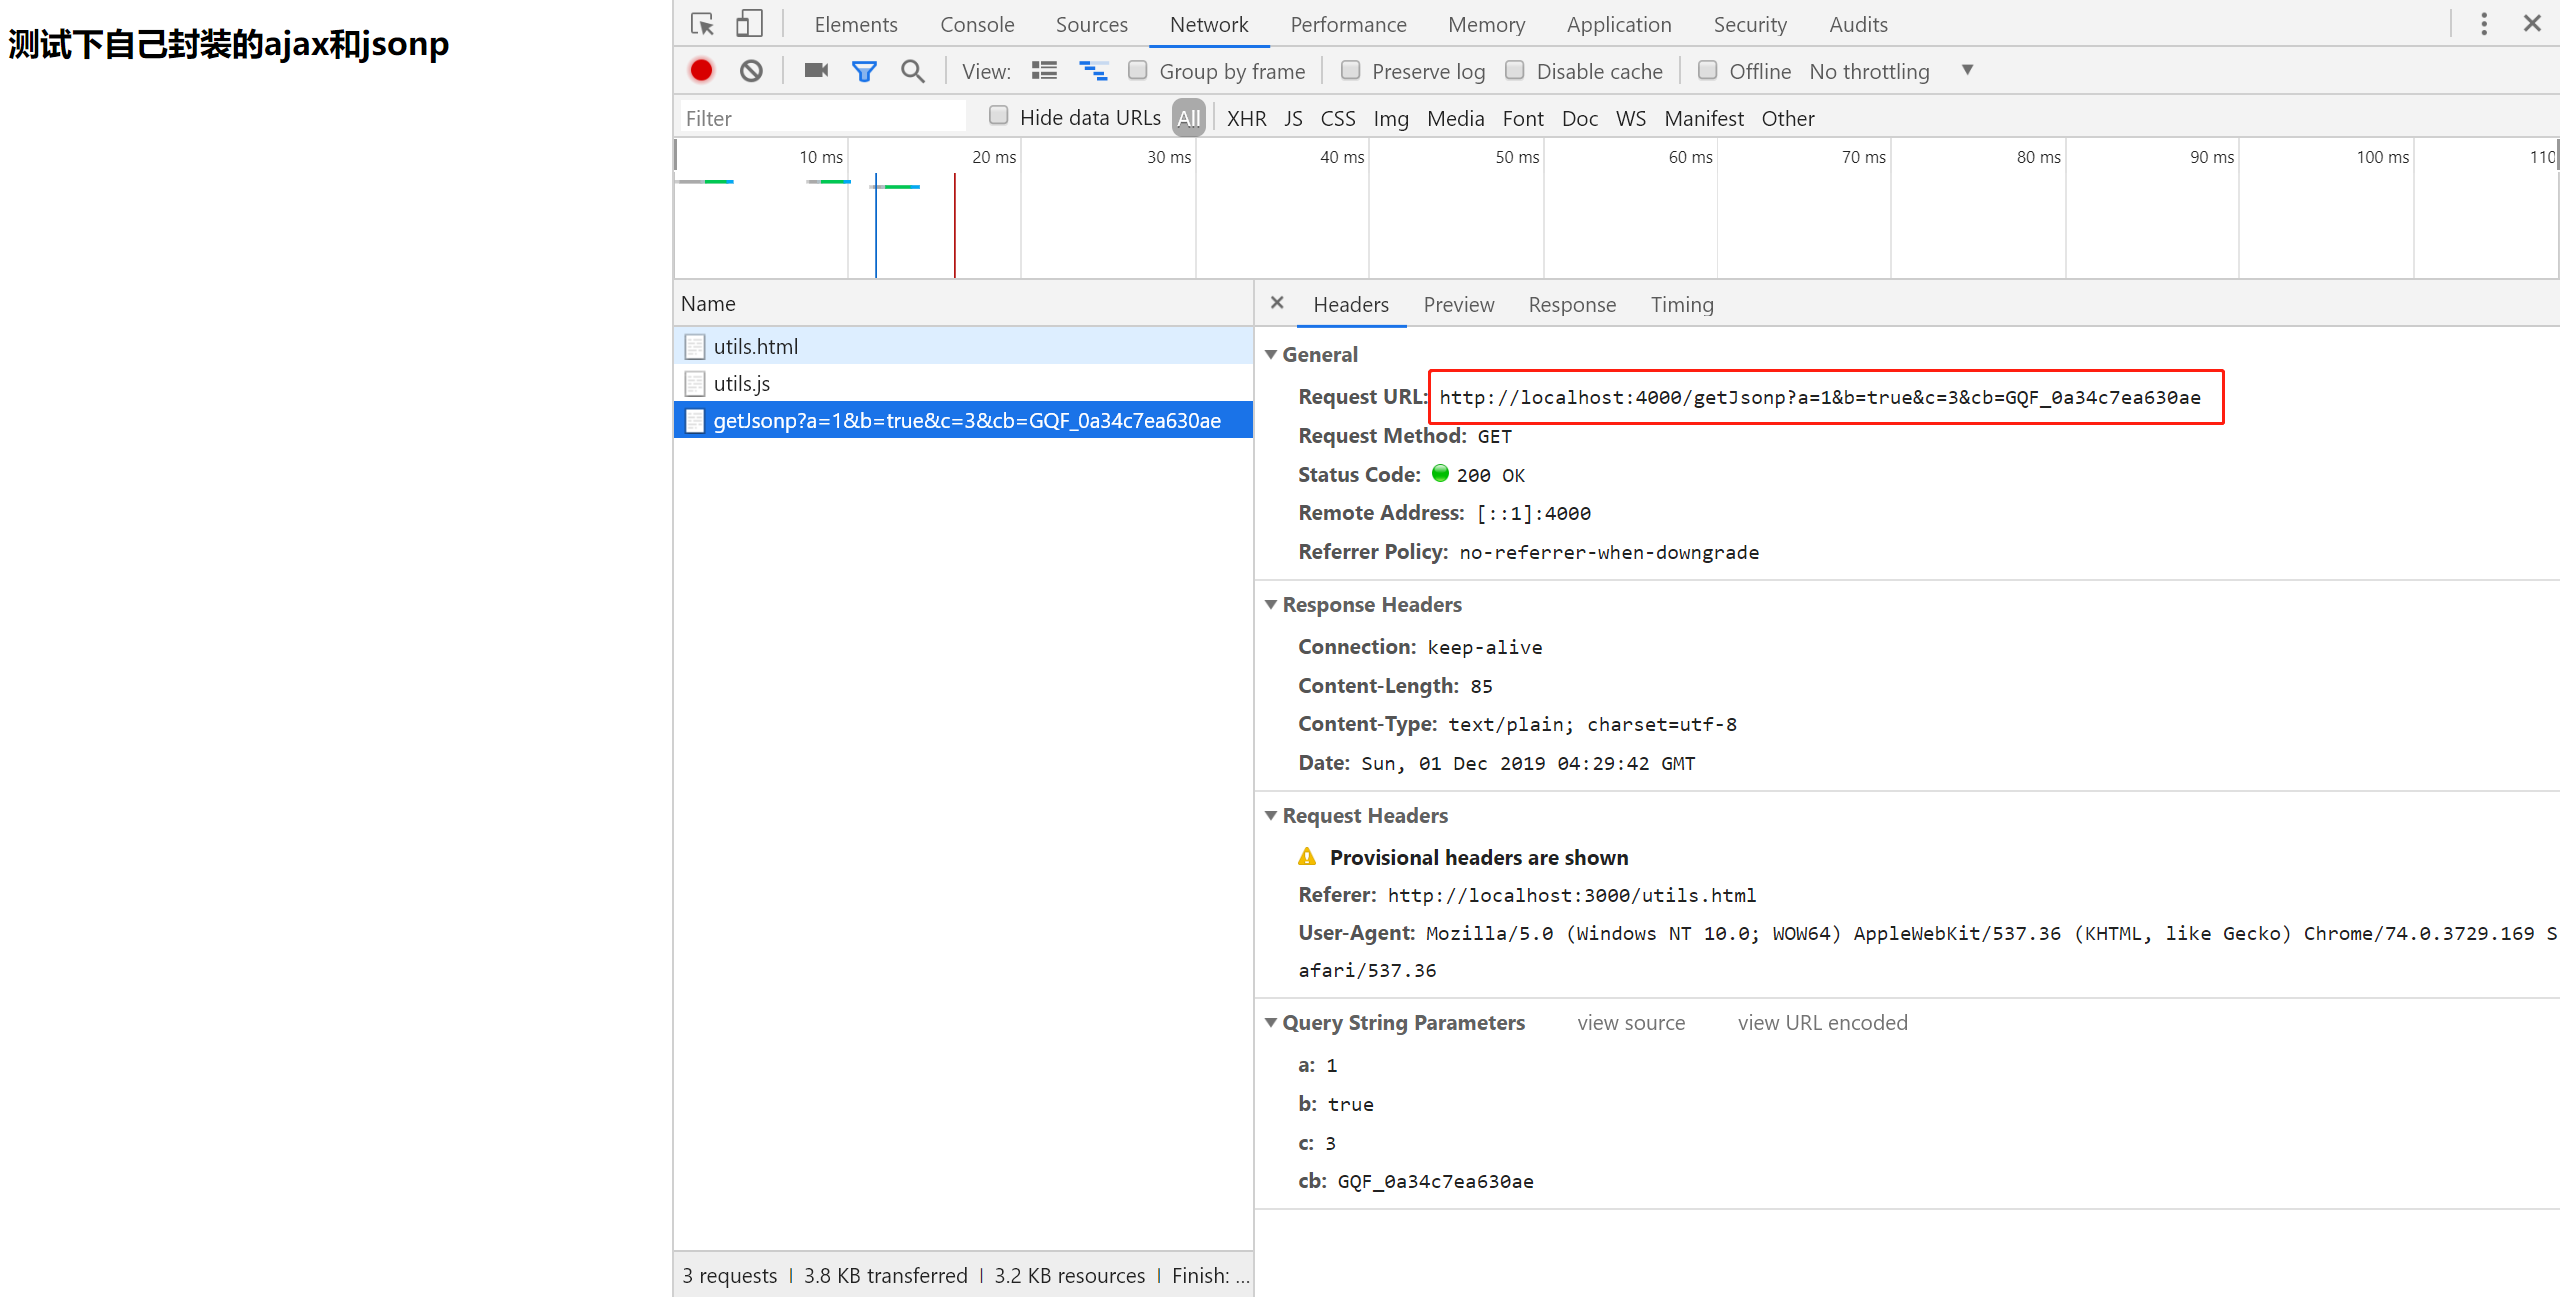 测试下自己封装的ajax和jsonp
Elements Console Sources Network Performance Memory Application Security Audits
View: Group by frame Preserve log Disable cache Offline No throttling
Filter Hide data URLs All XHR JS CSS Img Media Font Doc WS Manifest Other
10 ms 20 ms 30 ms 40 ms 50 ms 60 ms 70 ms 80 ms 90 ms 100 ms 110
Name
utils.html
utils.js
getJsonp?a=1&b=true&c=3&cb=GQF_0a34c7ea630ae
Headers Preview Response Timing
General
Request URL: http://localhost:4000/getJsonp?a=1&b=true&c=3&cb=GQF_0a34c7ea630ae
Request Method: GET
Status Code: 200 OK
Remote Address: [::1]:4000
Referrer Policy: no-referrer-when-downgrade
Response Headers
Connection: keep-alive
Content-Length: 85
Content-Type: text/plain; charset=utf-8
Date: Sun, 01 Dec 2019 04:29:42 GMT
Request Headers
Provisional headers are shown
Referer: http://localhost:3000/utils.html
User-Agent: Mozilla/5.0 (Windows NT 10.0; WOW64) AppleWebKit/537.36 (KHTML, like Gecko) Chrome/74.0.3729.169 S
afari/537.36
Query String Parameters view source view URL encoded
a: 1
b: true
c: 3
cb: GQF_0a34c7ea630ae
3 requests 3.8 KB transferred 3.2 KB resources Finish: ...